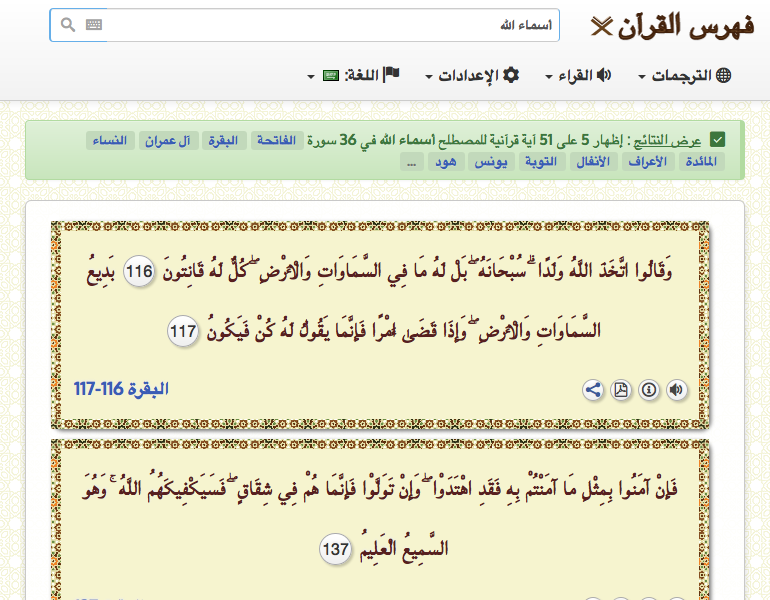 فهرس القرآن
أسماء الله
الترجمات
القراء
الإعدادات
اللغة:
عرض النتائج : إظهار 5 على 51 آية قرآنية للمصطلح أسماء الله في 36 سورة الفاتحة البقرة آل عمران النساء
المائدة الأعراف الأنفال التوبة يونس هود ...
وَقَالُوا اتَّخَذَ اللَّهُ وَلَدًا ۗ سُبْحَانَهُ ۖ بَلْ لَهُ مَا فِي السَّمَاوَاتِ وَالْأَرْضِ ۖ كُلٌّ لَهُ قَانِتُونَ 116 بَدِيعُ
السَّمَاوَاتِ وَالْأَرْضِ ۖ وَإِذَا قَضَىٰ أَمْرًا فَإِنَّمَا يَقُولُ لَهُ كُنْ فَيَكُونُ 117
البقرة 116-117
فَإِنْ آمَنُوا بِمِثْلِ مَا آمَنْتُمْ بِهِ فَقَدِ اهْتَدَوْا ۖ وَإِنْ تَوَلَّوْا فَإِنَّمَا هُمْ فِي شِقَاقٍ ۖ فَسَيَكْفِيكَهُمُ اللَّهُ ۚ وَهُوَ
السَّمِيعُ الْعَلِيمُ 137